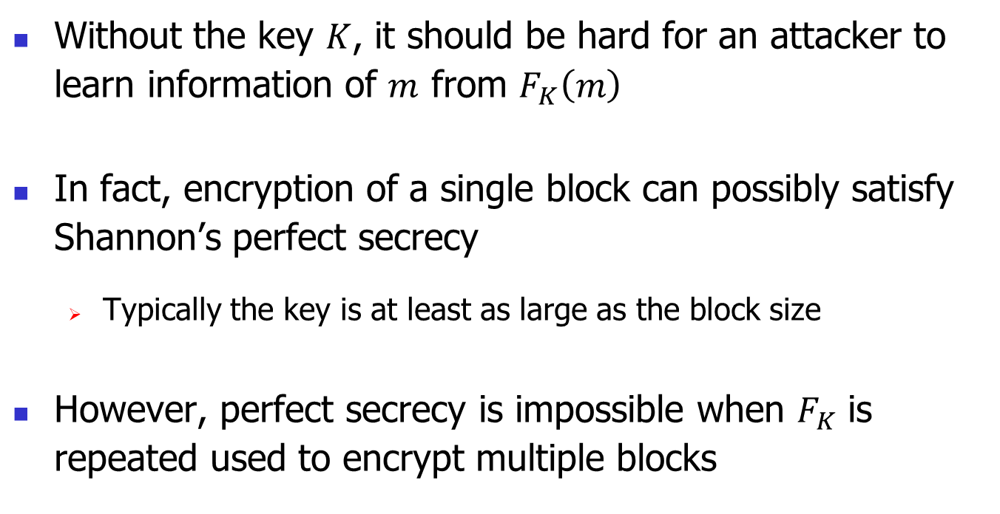 Without the key K, it should be hard for an attacker to
learn information of m from F_K(m)
In fact, encryption of a single block can possibly satisfy
Shannon’s perfect secrecy
Typically the key is at least as large as the block size
However, perfect secrecy is impossible when F_K is
repeated used to encrypt multiple blocks